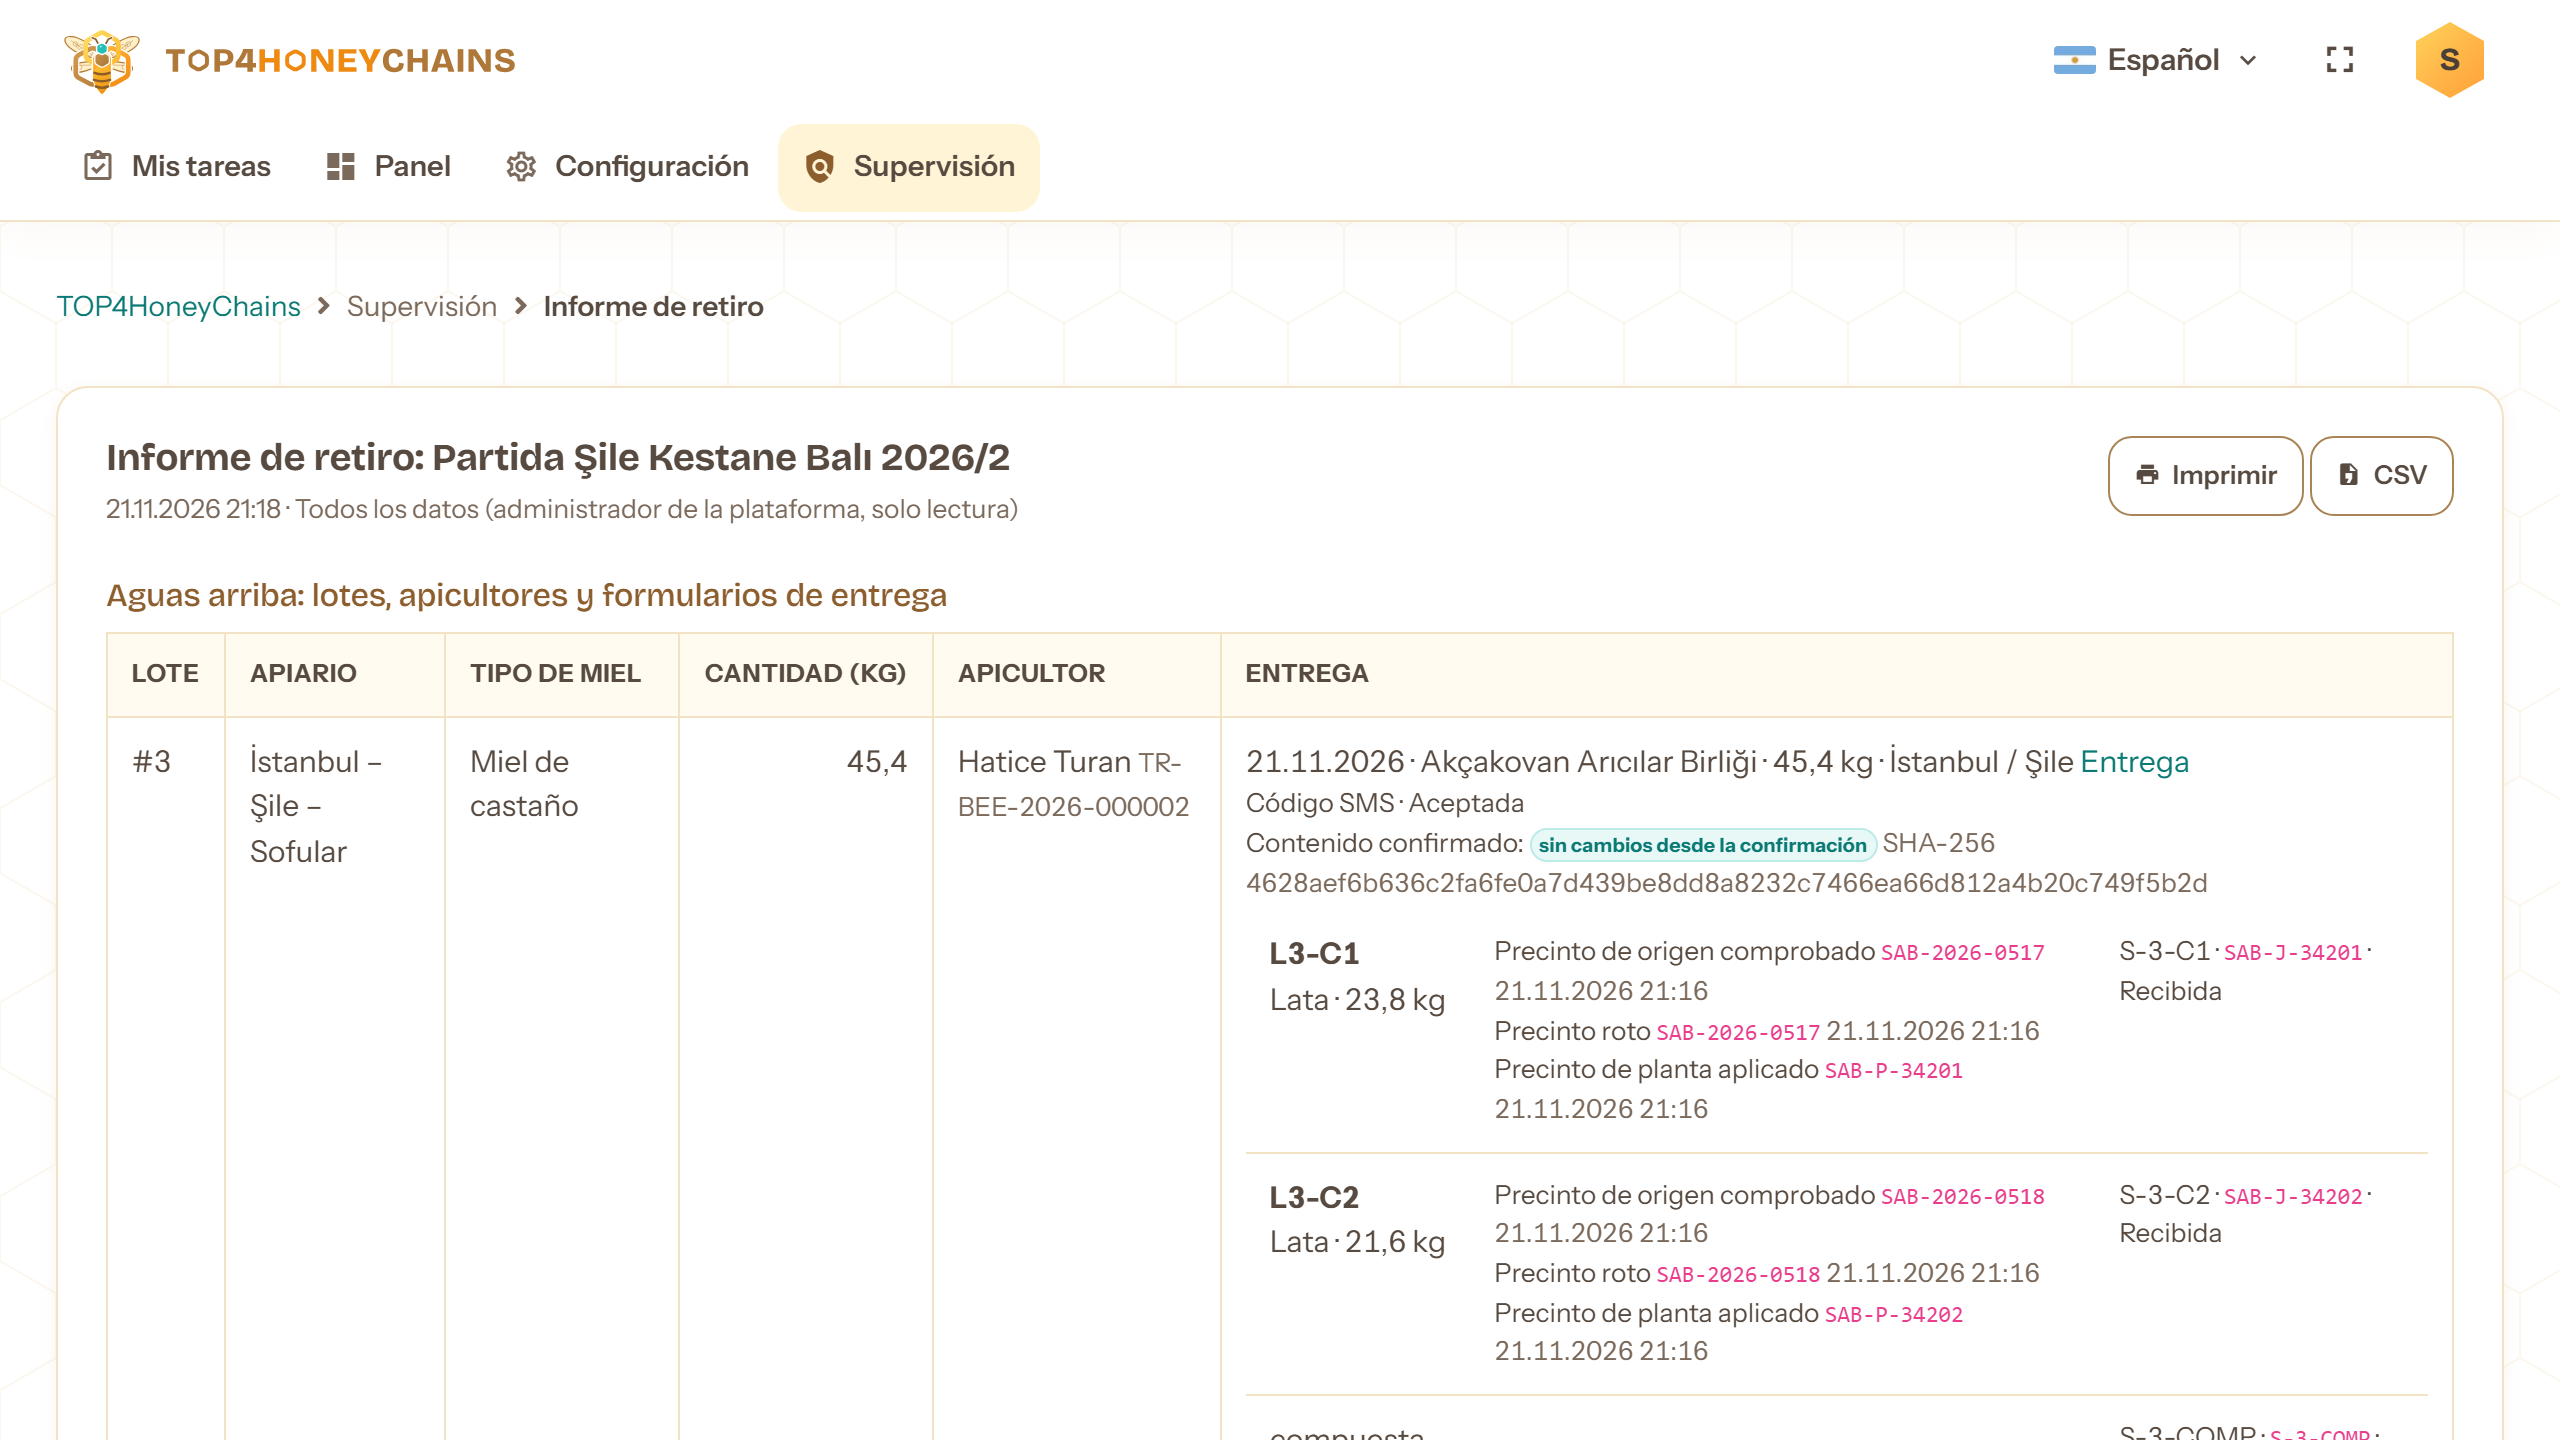 TOP4HONEYCHAINS
Español
S
Mis tareas
Panel
Configuración
Supervisión
TOP4HoneyChains > Supervisión > Informe de retiro
Informe de retiro: Partida Şile Kestane Balı 2026/2
21.11.2026 21:18 · Todos los datos (administrador de la plataforma, solo lectura)
Imprimir
CSV
Aguas arriba: lotes, apicultores y formularios de entrega
LOTE
APIARIO
TIPO DE MIEL
CANTIDAD (KG)
APICULTOR
ENTREGA
#3
İstanbul –
Şile –
Sofular
Miel de
castaño
45,4
Hatice Turan TR-
BEE-2026-000002
21.11.2026 · Akçakovan Arıcılar Birliği · 45,4 kg · İstanbul / Şile Entrega
Código SMS · Aceptada
Contenido confirmado: sin cambios desde la confirmación SHA-256
4628aef6b636c2fa6fe0a7d439be8dd8a8232c7466ea66d812a4b20c749f5b2d
L3-C1
Lata · 23,8 kg
Precinto de origen comprobado SAB-2026-0517
21.11.2026 21:16
Precinto roto SAB-2026-0517 21.11.2026 21:16
Precinto de planta aplicado SAB-P-34201
21.11.2026 21:16
S-3-C1 · SAB-J-34201 ·
Recibida
L3-C2
Lata · 21,6 kg
Precinto de origen comprobado SAB-2026-0518
21.11.2026 21:16
Precinto roto SAB-2026-0518 21.11.2026 21:16
Precinto de planta aplicado SAB-P-34202
21.11.2026 21:16
S-3-C2 · SAB-J-34202 ·
Recibida
compuesta
S-3-COMP · S-3-COMP ·